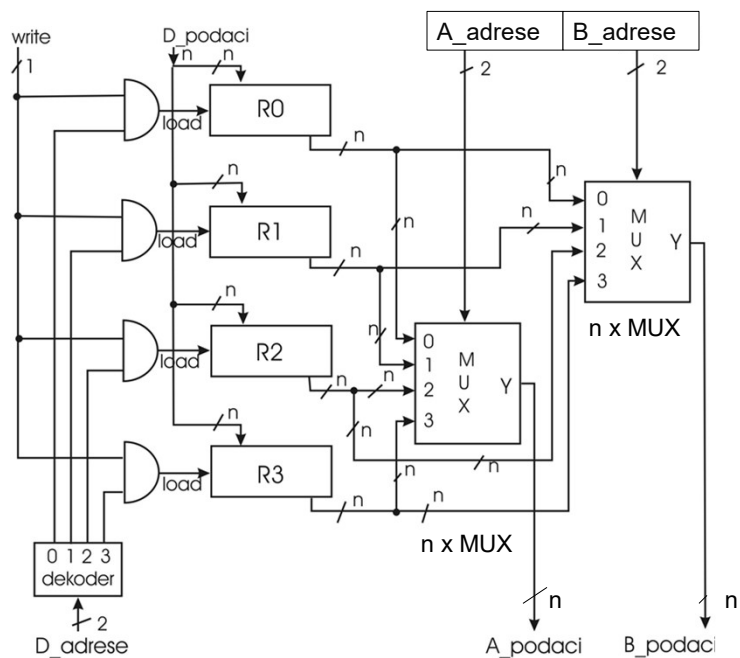 write
D_podaci
A_adrese B_adrese
1
n n
2
2
R0
load
n
n
n
R1
load
n
n
n
0
1
2
3
M
U
X
Y
n x MUX
n
R2
load
n
n
n
n
0
1
2
3
M
U
X
Y
n
R3
load
n
n
n
n
n
n x MUX
0 1 2 3
dekoder
2
D_adrese
n
n
A_podaci
B_podaci